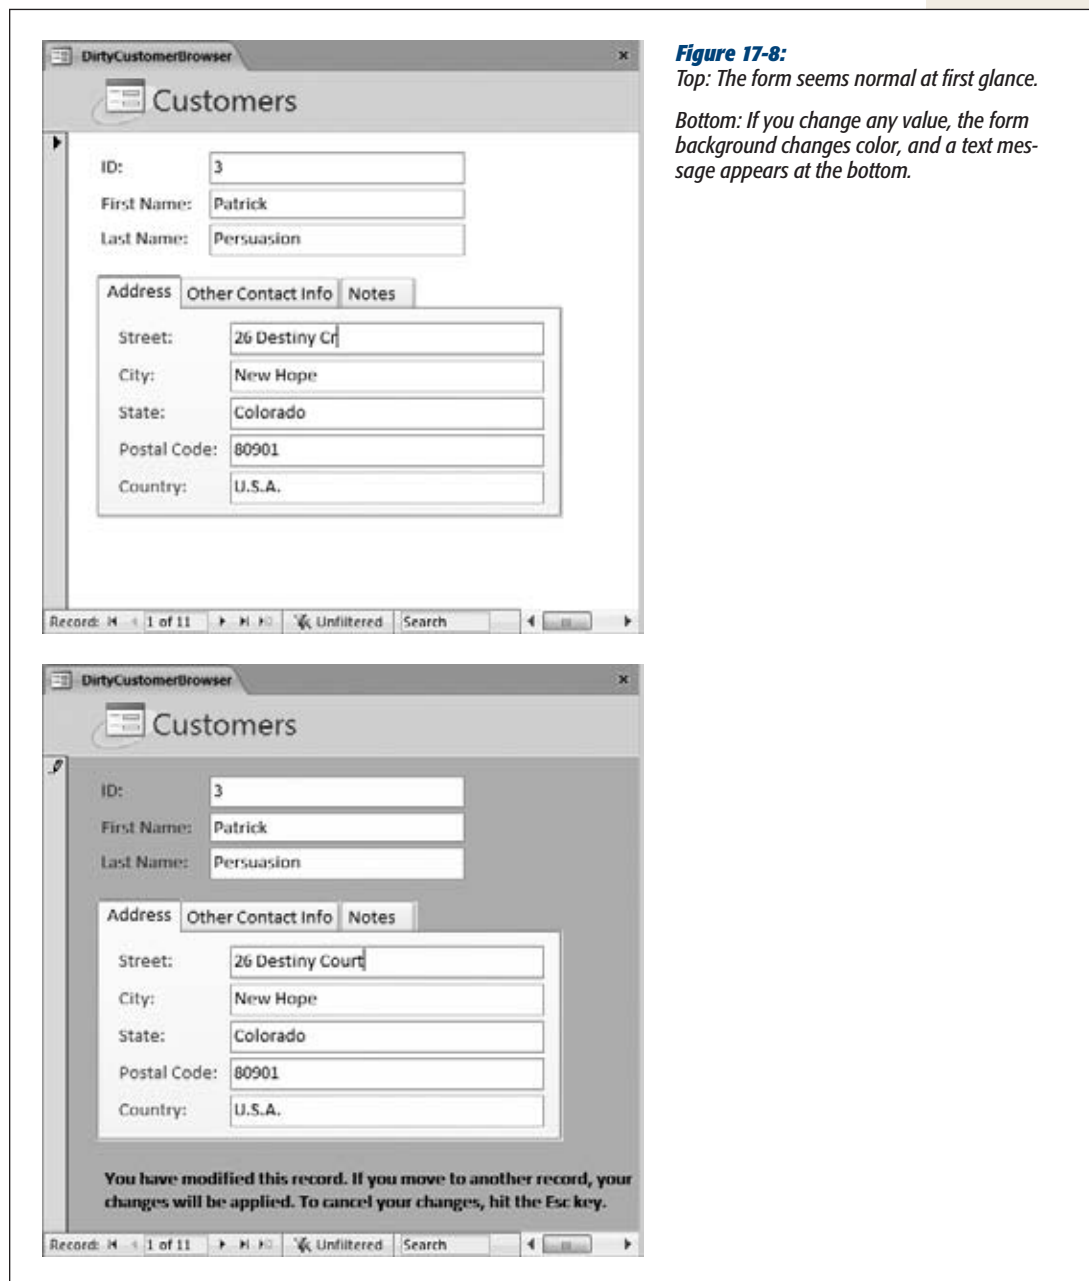 DirtyCustomerBrowser
Customers
ID: 3
First Name: Patrick
Last Name: Persuasion
Address Other Contact Info Notes
Street: 26 Destiny Cr
City: New Hope
State: Colorado
Postal Code: 80901
Country: U.S.A.
Record: 1 of 11 Unfiltered Search
Figure 17-8:
Top: The form seems normal at first glance.
Bottom: If you change any value, the form
background changes color, and a text mes-
sage appears at the bottom.
DirtyCustomerBrowser
Customers
ID: 3
First Name: Patrick
Last Name: Persuasion
Address Other Contact Info Notes
Street: 26 Destiny Court
City: New Hope
State: Colorado
Postal Code: 80901
Country: U.S.A.
You have modified this record. If you move to another record, your
changes will be applied. To cancel your changes, hit the Esc key.
Record: 1 of 11 Unfiltered Search